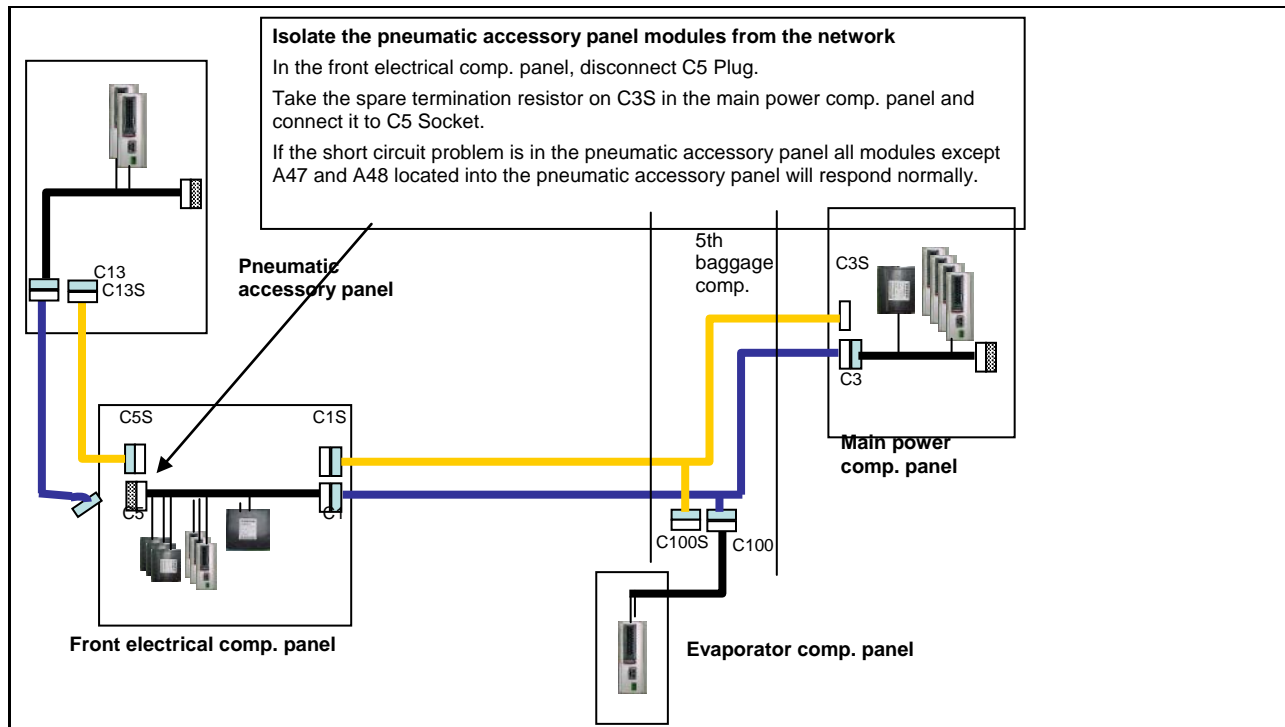 Isolate the pneumatic accessory panel modules from the network
In the front electrical comp. panel, disconnect C5 Plug.
Take the spare termination resistor on C3S in the main power comp. panel and
connect it to C5 Socket.
If the short circuit problem is in the pneumatic accessory panel all modules except
A47 and A48 located into the pneumatic accessory panel will respond normally.
5th
baggage
comp.
C3S
C13
C13S
Pneumatic
accessory panel
C3
C5S
C1S
Main power
comp. panel
C5
C1
C100S
C100
Front electrical comp. panel
Evaporator comp. panel